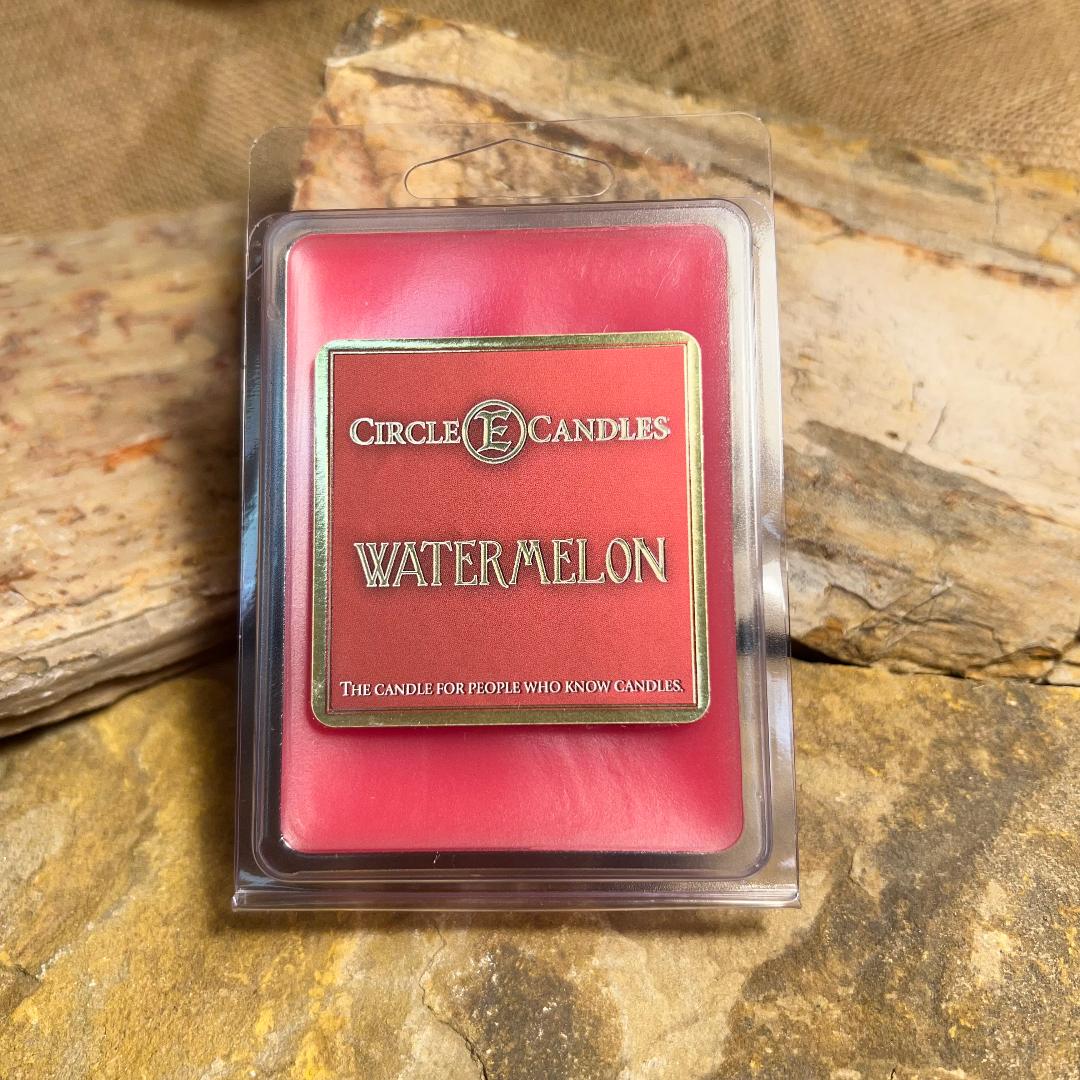 CIRCLE E CANDLES
WATERMELON
THE CANDLE FOR PEOPLE WHO KNOW CANDLES.